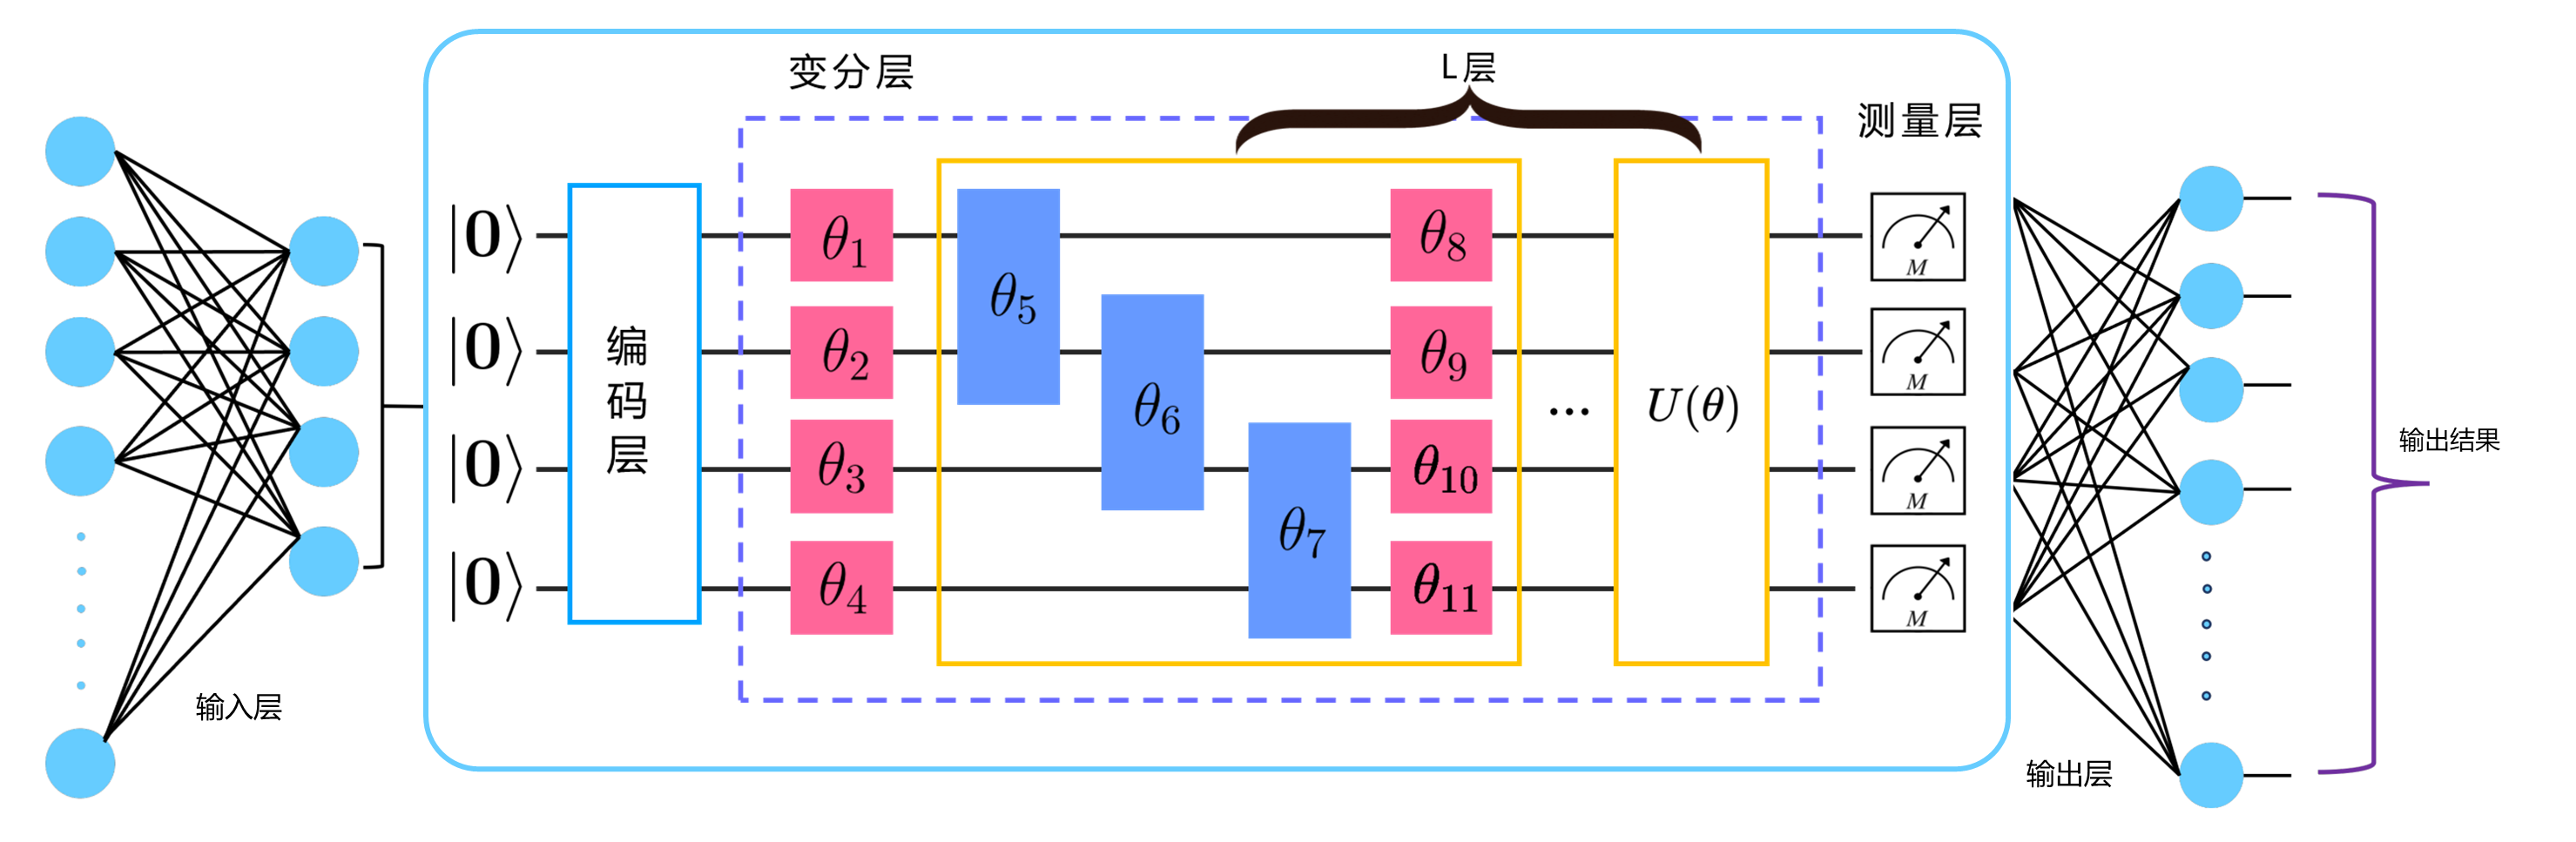 变分层
L层
测量层
|0⟩
θ1
θ8
M
θ5
|0⟩
θ2
θ9
M
编
码
层
θ6
...
U(θ)
|0⟩
θ3
θ10
M
θ7
|0⟩
θ4
θ11
M
输出结果
输入层
输出层